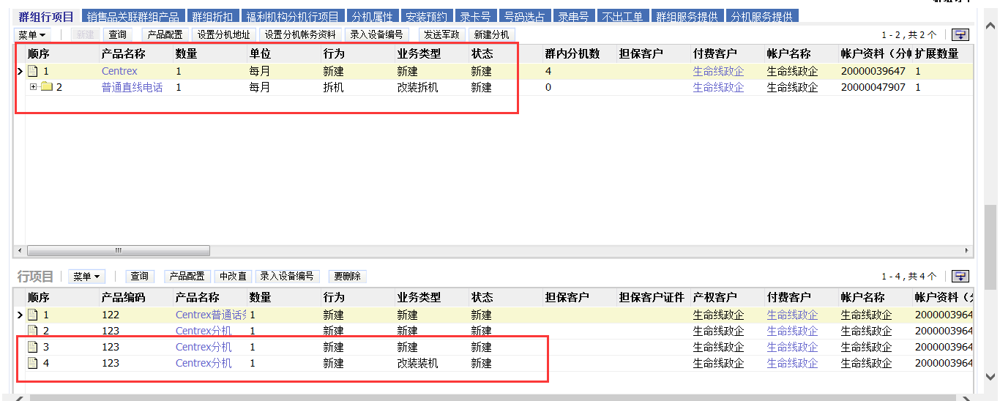 群组行项目 销售品关联群组产品 群组折扣 福利机构分机行项目 分机属性 安装预约 录卡号 号码选占 录串号 不出工单 群组服务提供 分机服务提供
菜单 新建 查询 产品配置 设置分机地址 设置分机帐务资料 录入设备编号 发送军政 新建分机 1 - 2 , 共 2 个
顺序 产品名称 数量 单位 行为 业务类型 状态 群内分机数 担保客户 付费客户 帐户名称 帐户资料（分 扩展数量
1 Centrex 1 每月 新建 新建 新建 4 生命线政企 生命线政企 20000039647 1
2 普通直线电话 1 每月 拆机 改装拆机 新建 0 生命线政企 生命线政企 20000047907 1
行项目 菜单 查询 产品配置 中改直 录入设备编号 要删除 1 - 4 , 共 4 个
顺序 产品编码 产品名称 数量 行为 业务类型 状态 担保客户 担保客户证件 产权客户 付费客户 帐户名称 帐户资料（
1 122 Centrex普通话 1 新建 新建 新建 生命线政企 生命线政企 生命线政企 2000003964
2 123 Centrex分机 1 新建 新建 新建 生命线政企 生命线政企 生命线政企 2000003964
3 123 Centrex分机 1 新建 新建 新建 生命线政企 生命线政企 生命线政企 2000003964
4 123 Centrex分机 1 新建 改装装机 新建 生命线政企 生命线政企 生命线政企 2000003964